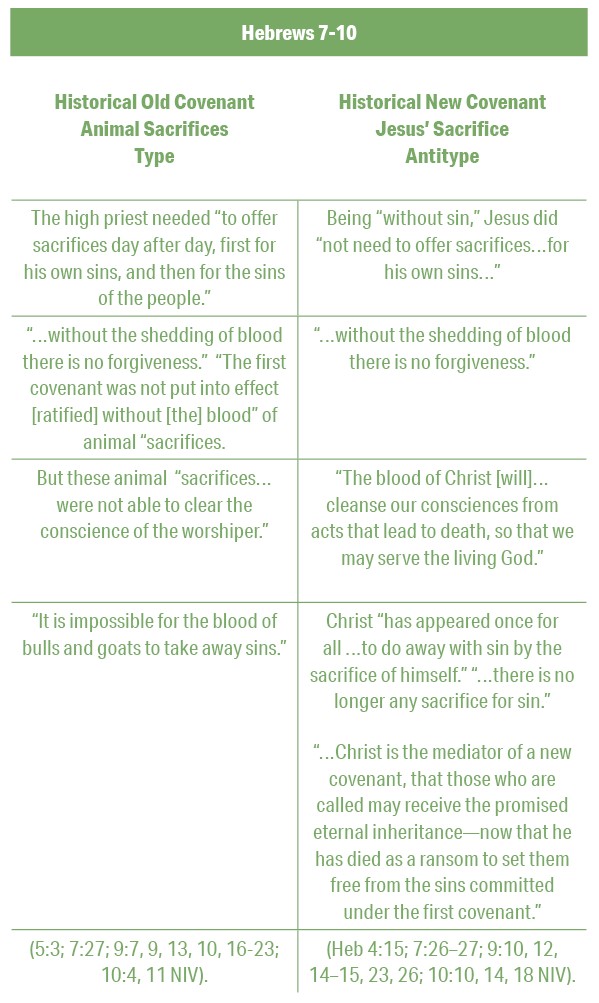 Hebrews 7-10
Historical Old Covenant
Animal Sacrifices
Type
Historical New Covenant
Jesus’ Sacrifice
Antitype
The high priest needed “to offer
sacrifices day after day, first for
his own sins, and then for the sins
of the people.”
Being “without sin,” Jesus did
“not need to offer sacrifices…for
his own sins…”
“…without the shedding of blood
there is no forgiveness.” “The first
covenant was not put into effect
[ratified] without [the] blood” of
animal “sacrifices.
“…without the shedding of blood
there is no forgiveness.”
But these animal “sacrifices…
were not able to clear the
conscience of the worshiper.”
“The blood of Christ [will]…
cleanse our consciences from
acts that lead to death, so that we
may serve the living God.”
“It is impossible for the blood of
bulls and goats to take away sins.”
Christ “has appeared once for
all …to do away with sin by the
sacrifice of himself.” “…there is no
longer any sacrifice for sin.”
“…Christ is the mediator of a new
covenant, that those who are
called may receive the promised
eternal inheritance—now that he
has died as a ransom to set them
free from the sins committed
under the first covenant.”
(5:3; 7:27; 9:7, 9, 13, 10, 16-23;
10:4, 11 NIV).
(Heb 4:15; 7:26–27; 9:10, 12,
14–15, 23, 26; 10:10, 14, 18 NIV).